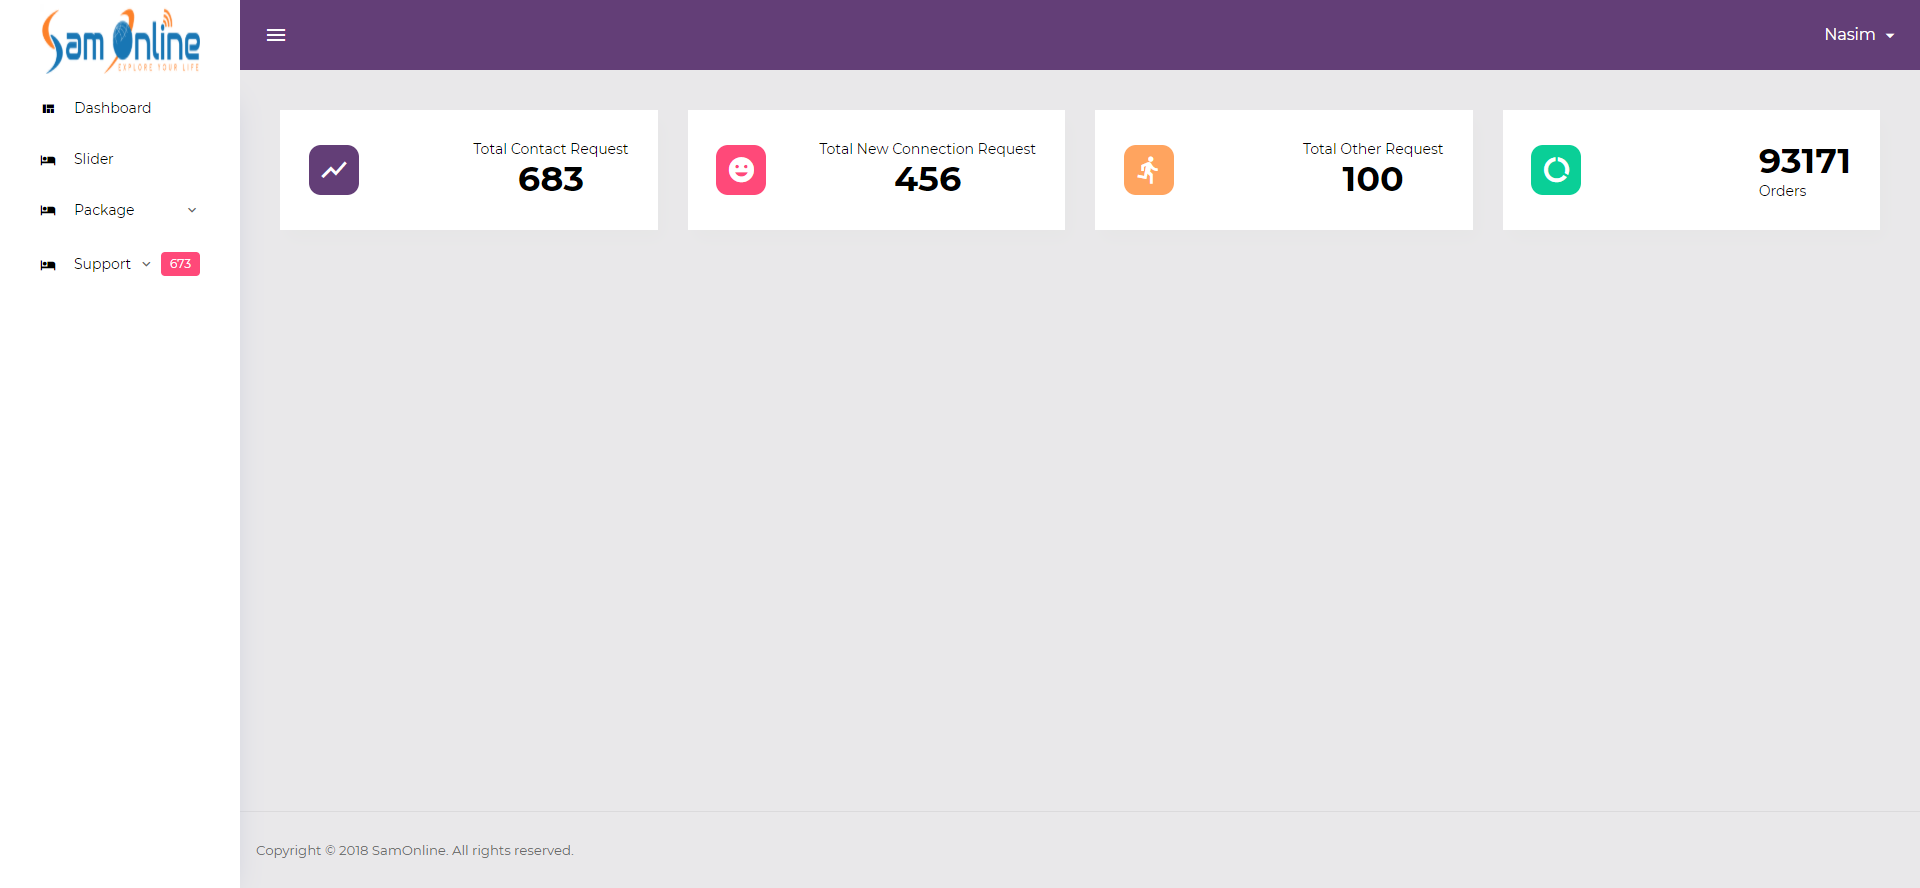 Sam Online
EXPLORE YOUR LIFE
Nasim
Dashboard
Slider
Package
Support 673
Total Contact Request
683
Total New Connection Request
456
Total Other Request
100
93171
Orders
Copyright © 2018 SamOnline. All rights reserved.